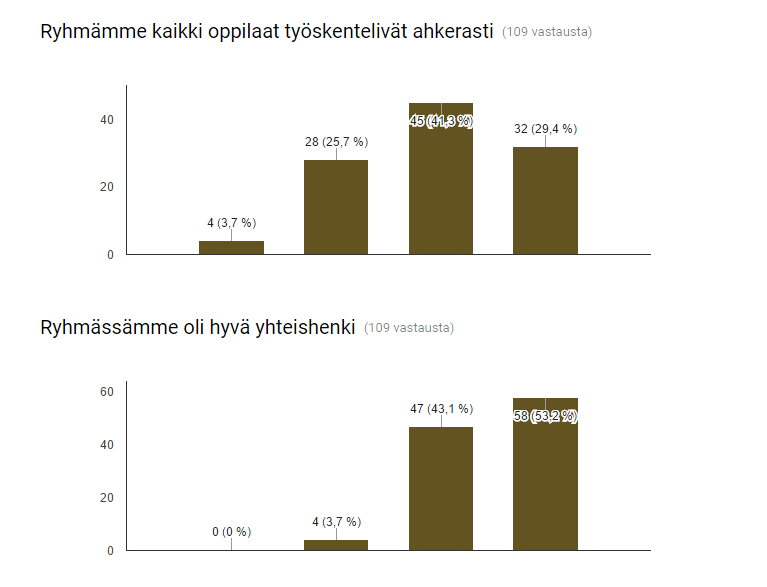 Ryhmämme kaikki oppilaat työskentelivät ahkerasti (109 vastausta)
45 (41,3 %)
40
32 (29,4 %)
28 (25,7 %)
20
4 (3,7 %)
0
Ryhmässämme oli hyvä yhteishenki (109 vastausta)
60
47 (43,1 %)
58 (53,2 %)
40
20
4 (3,7 %)
0 (0 %)
0